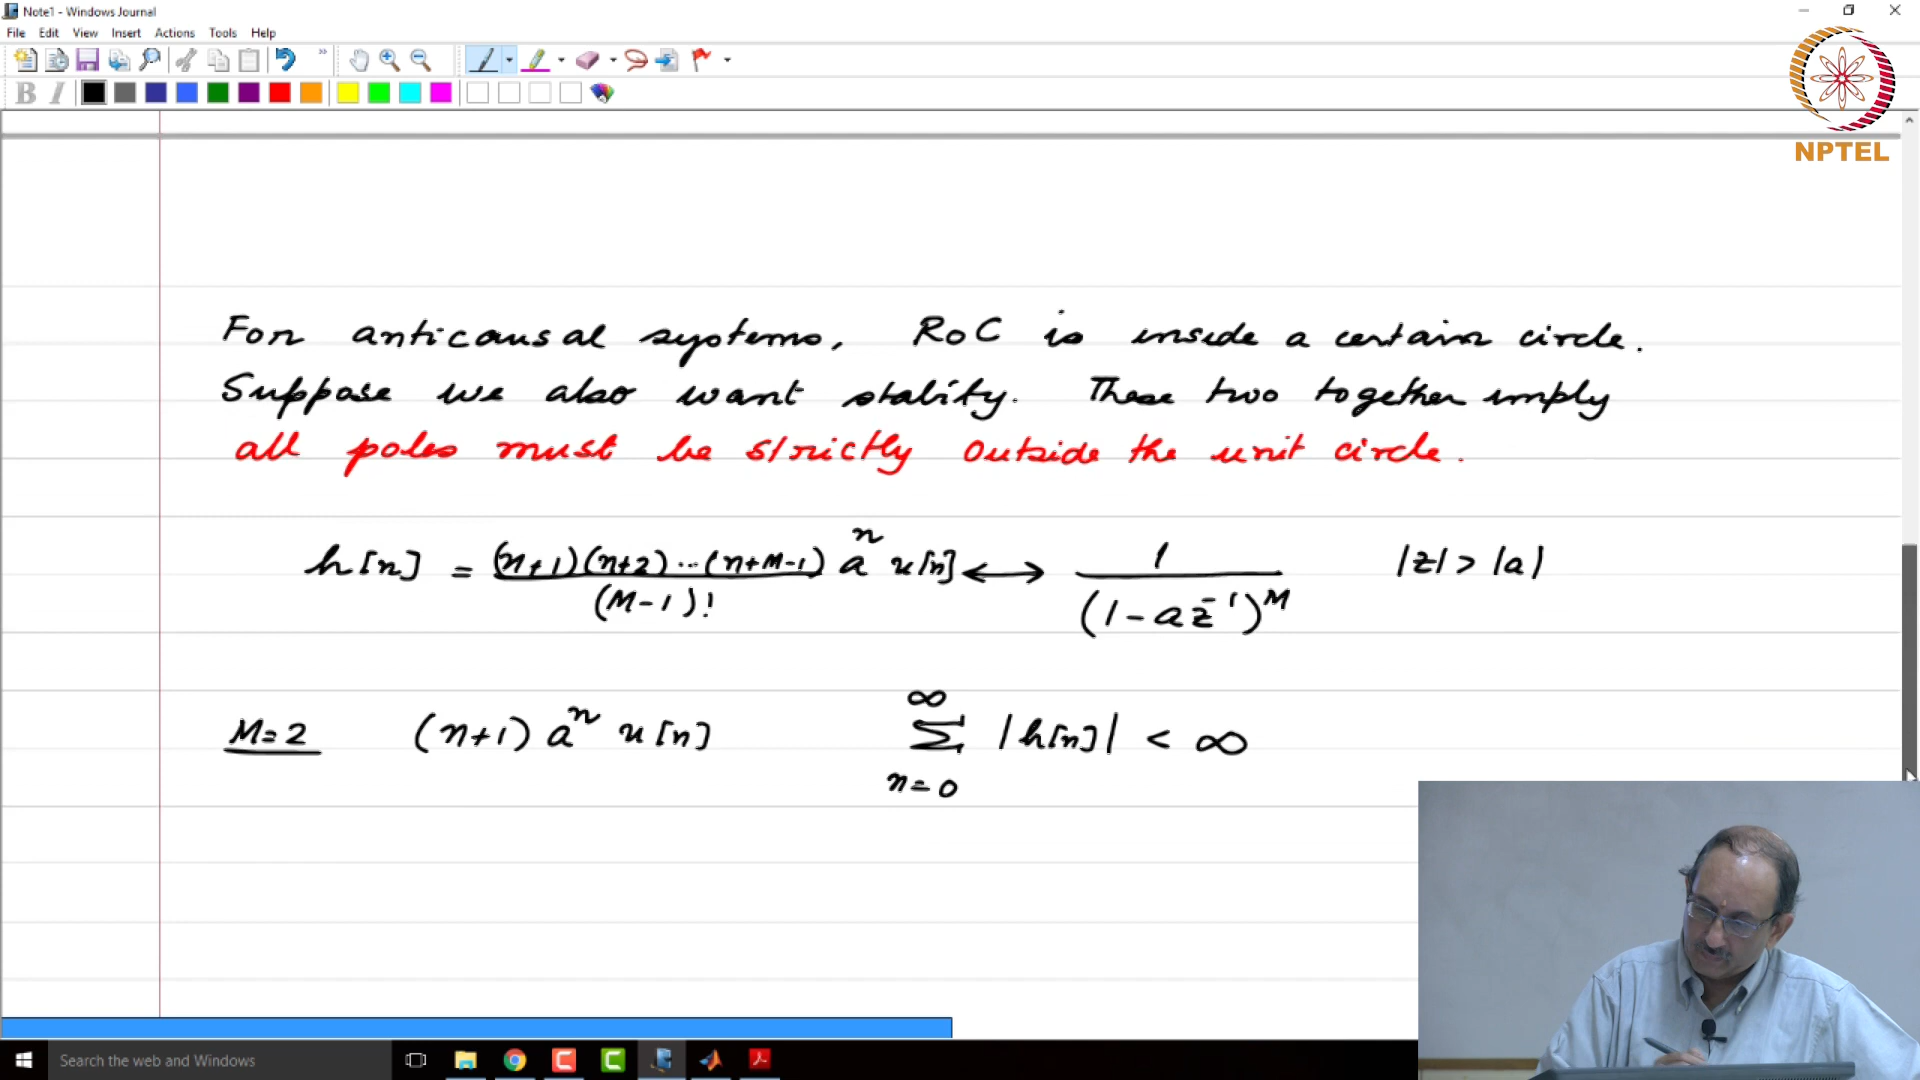 Note1 - Windows Journal
File Edit View Insert Actions Tools Help
B I
NPTEL
For anticausal systems, RoC is inside a certain circle.
Suppose we also want stability. These two together imply
all poles must be strictly outside the unit circle.
h[n] = (n+1)(n+2)...(n+M-1) / (M-1)! a^n u[n] ↔ 1 / (1 - az^-1)^M |z| > |a|
M=2 (n+1) a^n u[n] ∞ Σ n=0 |h[n]| < ∞
Search the web and Windows